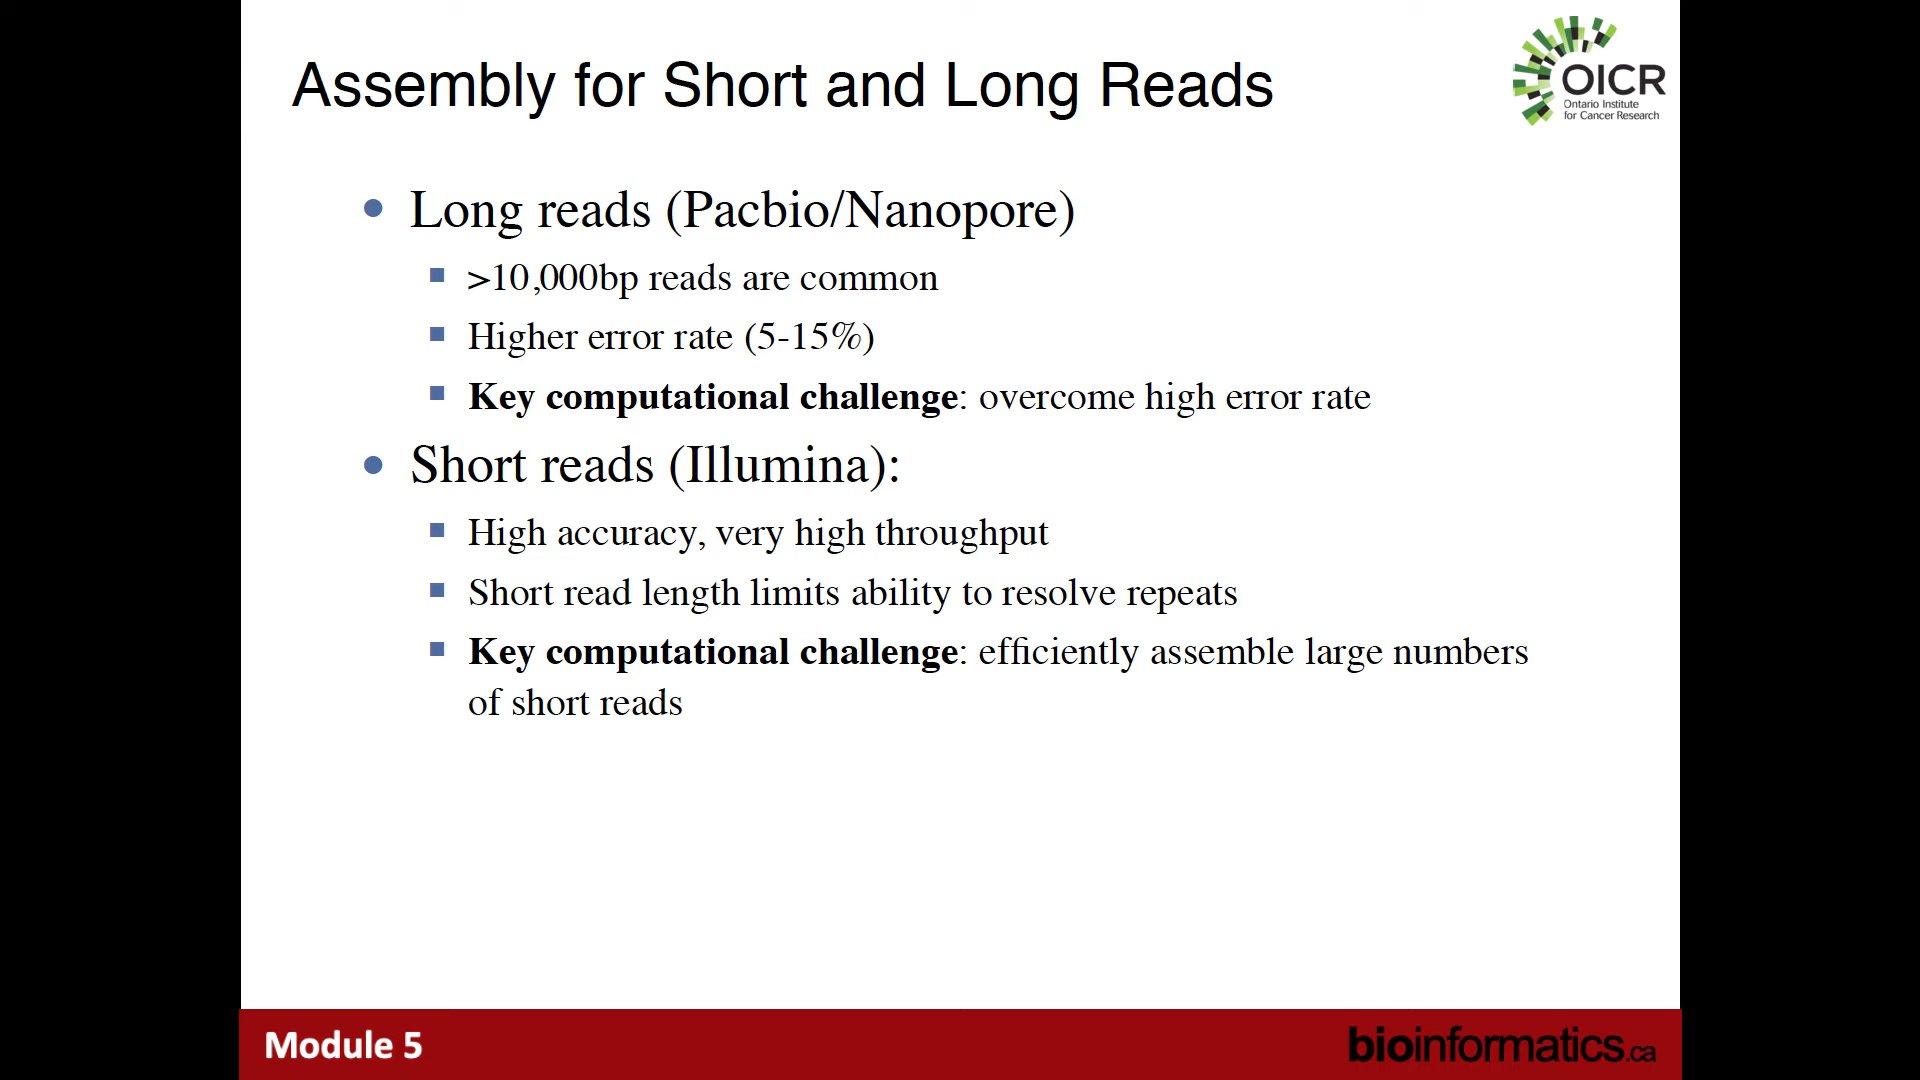 Assembly for Short and Long Reads
OICR
Ontario Institute
for Cancer Research
Long reads (Pacbio/Nanopore)
>10,000bp reads are common
Higher error rate (5-15%)
Key computational challenge: overcome high error rate
Short reads (Illumina):
High accuracy, very high throughput
Short read length limits ability to resolve repeats
Key computational challenge: efficiently assemble large numbers
of short reads
Module 5
bioinformatics.ca